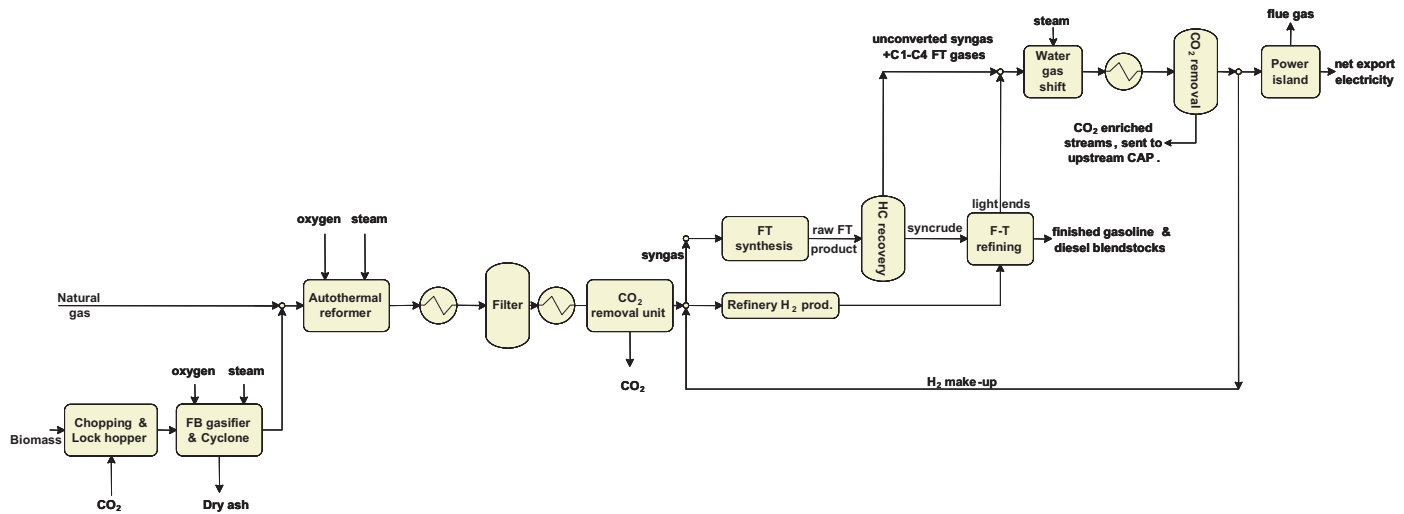 flue gas
steam
unconverted syngas
+C1-C4 FT gases
Water
gas
shift
CO₂ removal
Power
island
net export
electricity
CO₂ enriched
streams, sent to
upstream CAP.
oxygen steam
light ends
FT
synthesis
raw FT
product
HC recovery
syncrude
F-T
refining
finished gasoline &
diesel blendstocks
syngas
Natural
gas
Autothermal
reformer
Filter
CO₂
removal unit
Refinery H₂ prod.
CO₂
H₂ make-up
oxygen steam
Biomass
Chopping &
Lock hopper
FB gasifier
& Cyclone
CO₂
Dry ash